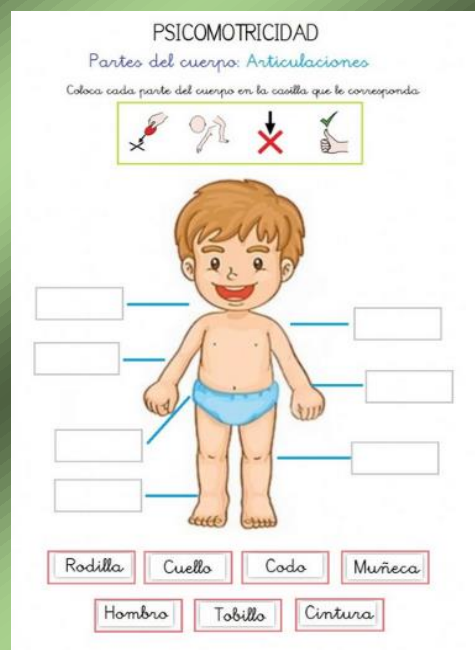 PSICOMOTRICIDAD
Partes del cuerpo: Articulaciones
Coloca cada parte del cuerpo en la casilla que le corresponda
Rodilla Cuello Codo Muñeca
Hombro Tobillo Cintura